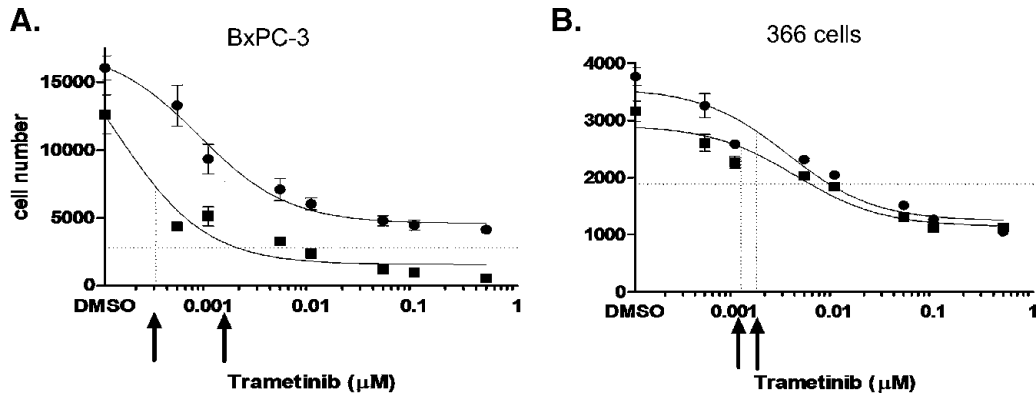 A.
BxPC-3
cell number
15000
10000
5000
0
DMSO 0.001 0.01 0.1 1
Trametinib (μM)
B.
366 cells
4000
3000
2000
1000
0
DMSO 0.001 0.01 0.1 1
Trametinib (μM)